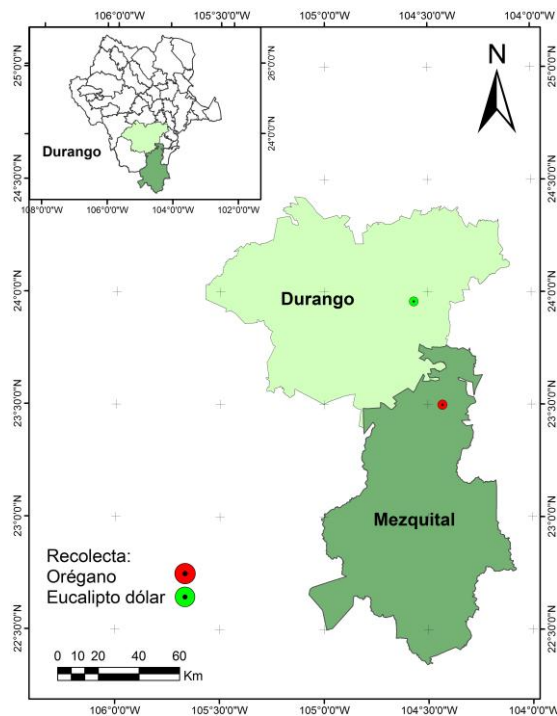 106°0'0"W 105°30'0"W 105°0'0"W 104°30'0"W 104°0'0"W
25°0'0"N
26°0'0"N
N
25°0'0"N
24°0'0"N
Durango
24°30'0"N
24°30'0"N
108°0'0"W 106°0'0"W 104°0'0"W 102°0'0"W
24°0'0"N
Durango
24°0'0"N
23°30'0"N
23°30'0"N
23°0'0"N
Mezquital
23°0'0"N
Recolecta:
Orégano
Eucalipto dólar
22°30'0"N
22°30'0"N
0 10 20 40 60
Km
106°0'0"W 105°30'0"W 105°0'0"W 104°30'0"W 104°0'0"W